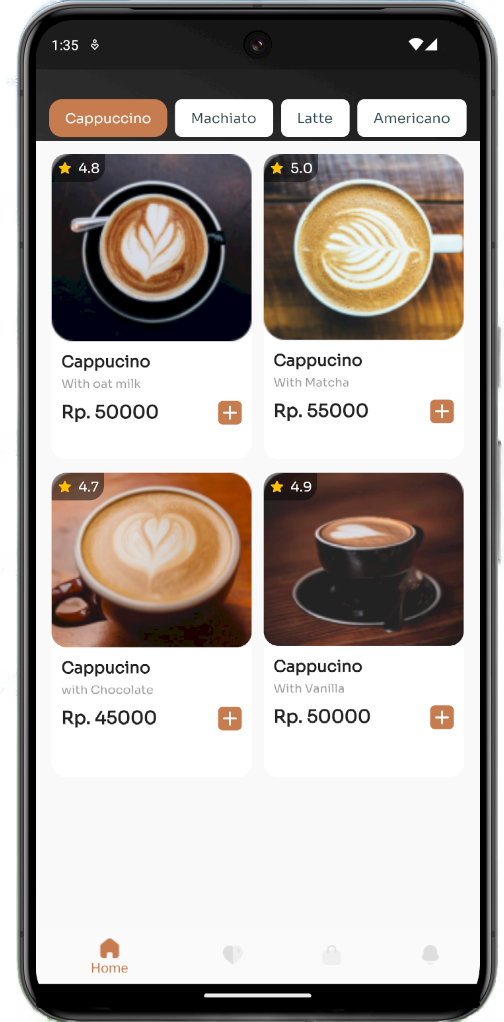 1:35
Cappuccino
Machiato
Latte
Americano
4.8
5.0
Cappucino
With oat milk
Rp. 50000
Cappucino
With Matcha
Rp. 55000
4.7
4.9
Cappucino
with Chocolate
Rp. 45000
Cappucino
With Vanilla
Rp. 50000
Home